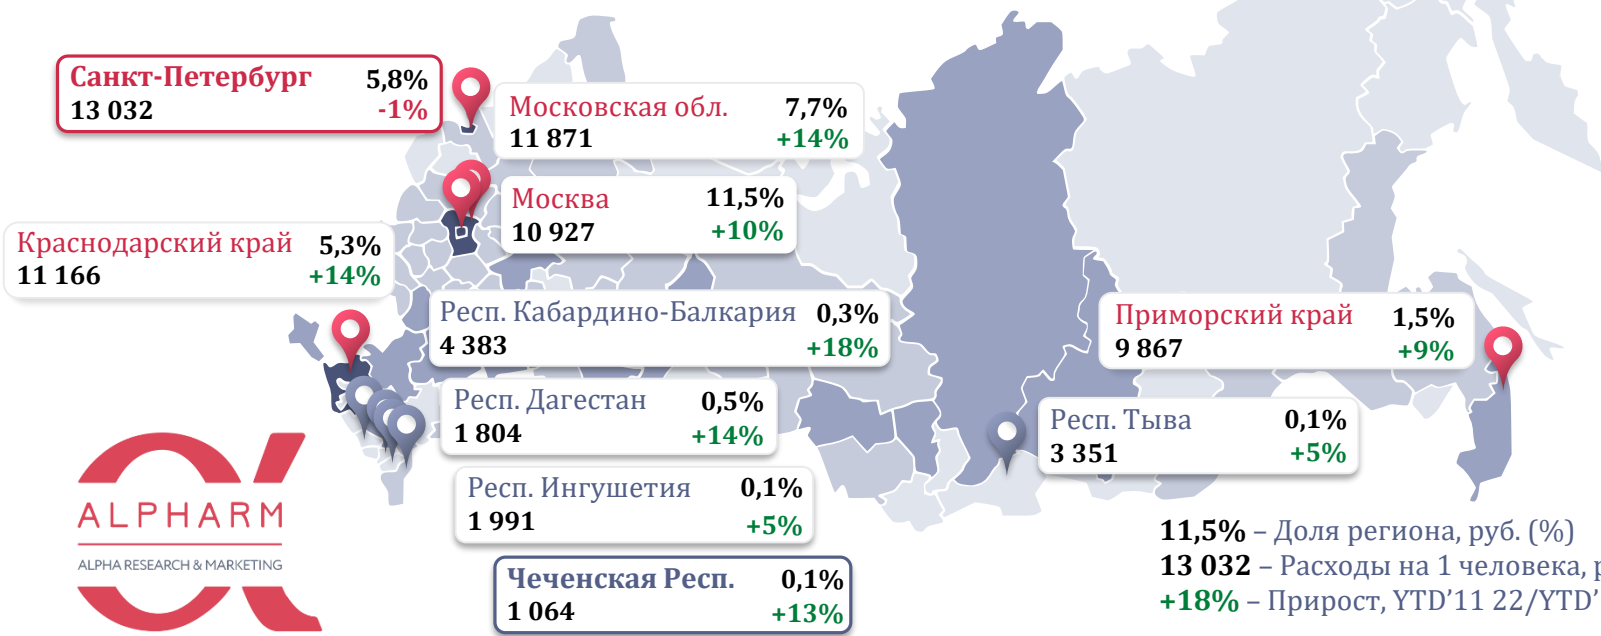 Санкт-Петербург 5,8%
13 032 -1%
Московская обл. 7,7%
11 871 +14%
Москва 11,5%
10 927 +10%
Краснодарский край 5,3%
11 166 +14%
Респ. Кабардино-Балкария 0,3%
4 383 +18%
Приморский край 1,5%
9 867 +9%
Респ. Дагестан 0,5%
1 804 +14%
Респ. Тыва 0,1%
3 351 +5%
Респ. Ингушетия 0,1%
1 991 +5%
Чеченская Респ. 0,1%
1 064 +13%
ALPHARM
ALPHA RESEARCH & MARKETING
11,5% – Доля региона, руб. (%)
13 032 – Расходы на 1 человека, р
+18% – Прирост, YTD’11 22/YTD’